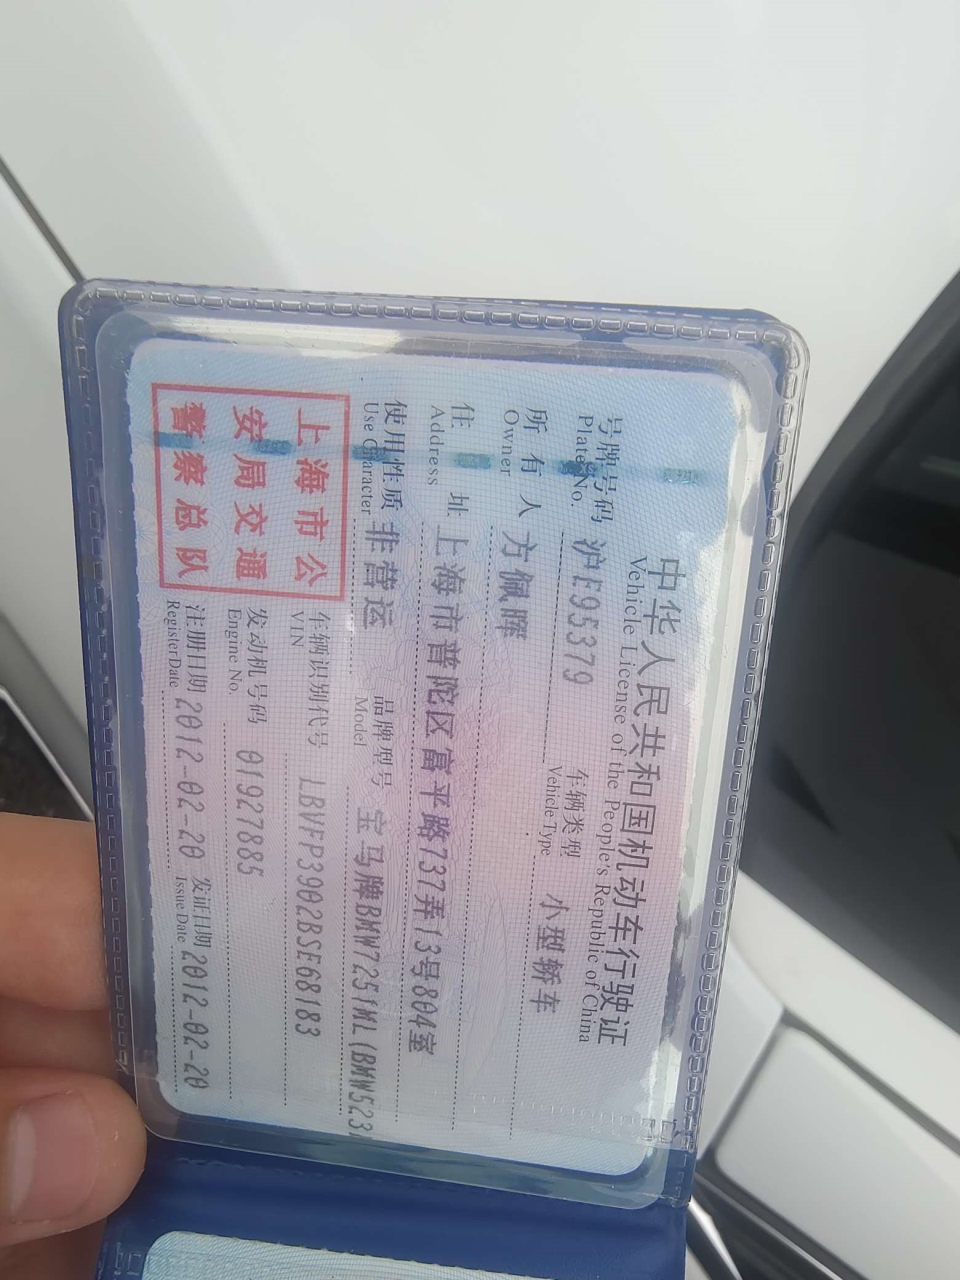 中华人民共和国机动车行驶证
Vehicle License of the People's Republic of China
号牌号码 沪E95379 车辆类型 小型轿车
Plate No. Vehicle Type
所有人 方佩晖
Owner
住址 上海市普陀区富平路737弄13号804室
Address
使用性质 非营运 品牌型号 宝马牌BMW7251ML(BMW523
Use Character Model
上海市公
安局交通
警察总队
车辆识别代号 LBVFP3902BSE68183
VIN
发动机号码 01927885
Engine No.
注册日期 2012-02-20 发证日期 2012-02-20
Register Date Issue Date